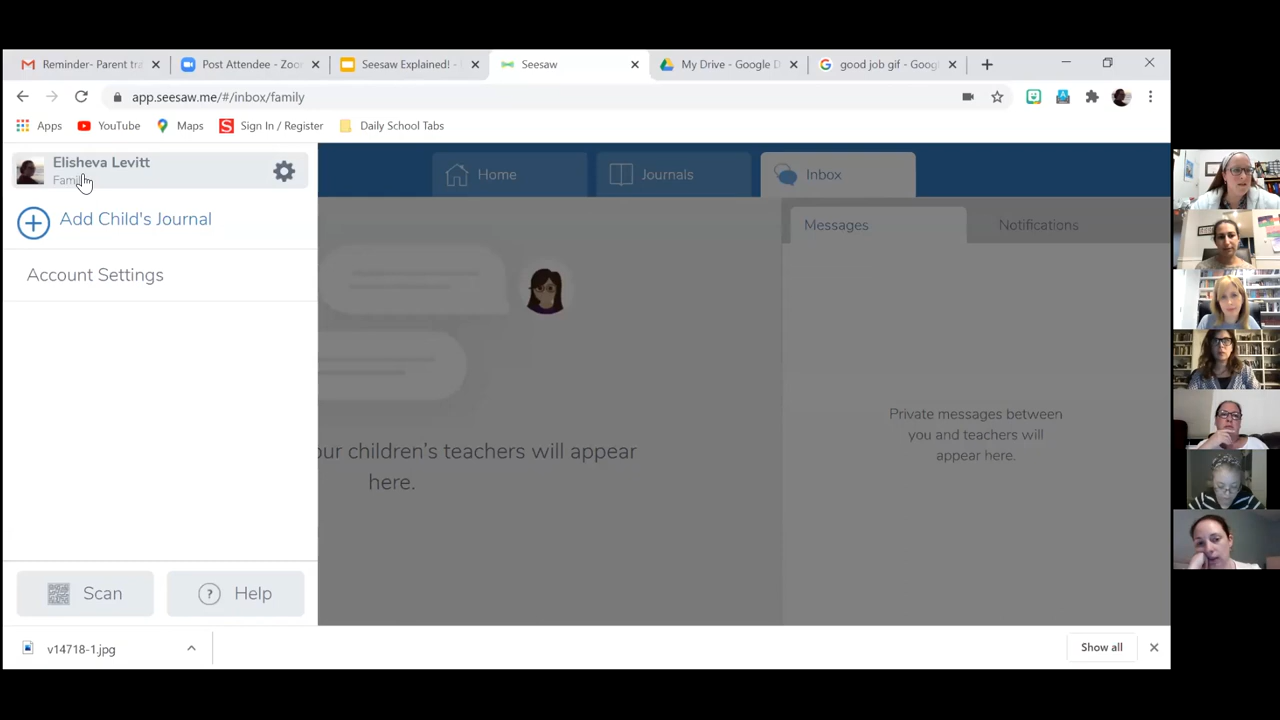 Reminder- Parent tra
Post Attendee - Zoo
Seesaw Explained! -
Seesaw
My Drive - Google D
good job gif - Goog
app.seesaw.me/#/inbox/family
Apps
YouTube
Maps
Sign In / Register
Daily School Tabs
Elisheva Levitt
Fami
Add Child's Journal
Account Settings
Scan
Help
Home
Journals
Inbox
Messages
Notifications
our children's teachers will appear
here.
Private messages between
you and teachers will
appear here.
v14718-1.jpg
Show all